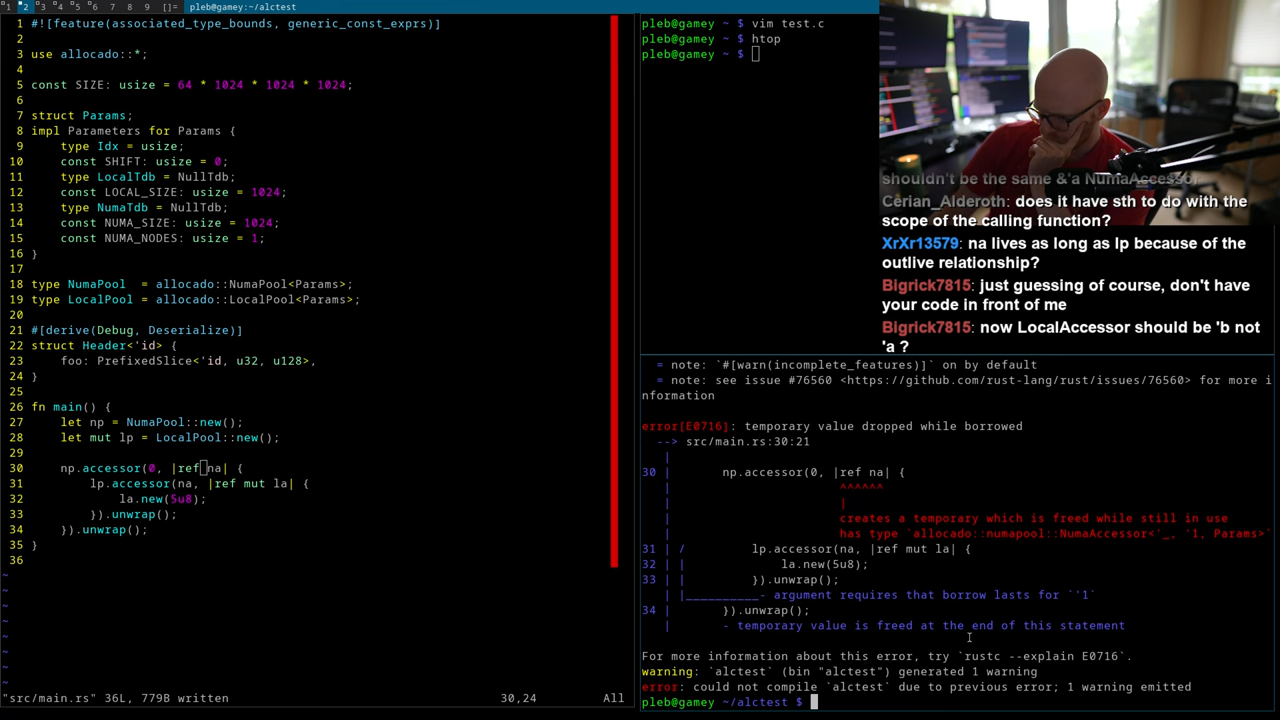 1 2 3 4 5 6 7 8 9 []= pleb@gamey:~/alctest
1 #![feature(associated_type_bounds, generic_const_exprs)]
2
3 use allocado::*;
4
5 const SIZE: usize = 64 * 1024 * 1024 * 1024;
6
7 struct Params;
8 impl Parameters for Params {
9 type Idx = usize;
10 const SHIFT: usize = 0;
11 type LocalTdb = NullTdb;
12 const LOCAL_SIZE: usize = 1024;
13 type NumaTdb = NullTdb;
14 const NUMA_SIZE: usize = 1024;
15 const NUMA_NODES: usize = 1;
16 }
17
18 type NumaPool  = allocado::NumaPool<Params>;
19 type LocalPool = allocado::LocalPool<Params>;
20
21 #[derive(Debug, Deserialize)]
22 struct Header<'id> {
23 foo: PrefixedSlice<'id, u32, u128>,
24 }
25
26 fn main() {
27 let np = NumaPool::new();
28 let mut lp = LocalPool::new();
29
30 np.accessor(0, |ref na| {
31 lp.accessor(na, |ref mut la| {
32 la.new(5u8);
33 }).unwrap();
34 }).unwrap();
35 }
36
~
~
~
~
~
~
~
~
"src/main.rs" 36L, 779B written 30,24 All
pleb@gamey ~ $ vim test.c
pleb@gamey ~ $ htop
pleb@gamey ~ $
shouldn't be the same &'a NumaAccessor
Cerian_Alderoth: does it have sth to do with the
scope of the calling function?
XrXr13579: na lives as long as lp because of the
outlive relationship?
Bigrick7815: just guessing of course, don't have
your code in front of me
Bigrick7815: now LocalAccessor should be 'b not
'a ?
= note: `#[warn(incomplete_features)]` on by default
= note: see issue #76560 <https://github.com/rust-lang/rust/issues/76560> for more i
nformation
error[E0716]: temporary value dropped while borrowed
--> src/main.rs:30:21
|
30 | np.accessor(0, |ref na| {
| ^^^^^^
| |
| creates a temporary which is freed while still in use
| has type `allocado::numapool::NumaAccessor<'_, '1, Params>`
31 | / lp.accessor(na, |ref mut la| {
32 | | la.new(5u8);
33 | | }).unwrap();
| |__________- argument requires that borrow lasts for `'1`
34 | }).unwrap();
| - temporary value is freed at the end of this statement
For more information about this error, try `rustc --explain E0716`.
warning: `alctest` (bin "alctest") generated 1 warning
error: could not compile `alctest` due to previous error; 1 warning emitted
pleb@gamey ~/alctest $